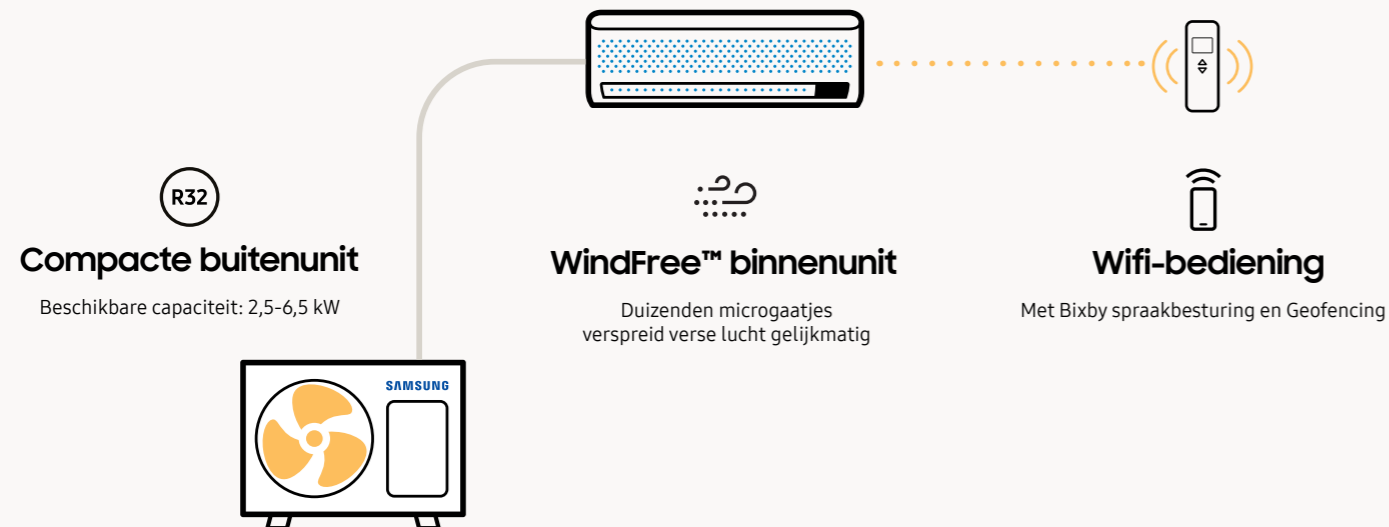 R32
Compacte buitenunit
Beschikbare capaciteit: 2,5-6,5 kW
WindFree™ binnenunit
Duizenden microgaatjes
verspreid verse lucht gelijkmatig
Wifi-bediening
Met Bixby spraakbesturing en Geofencing
SAMSUNG